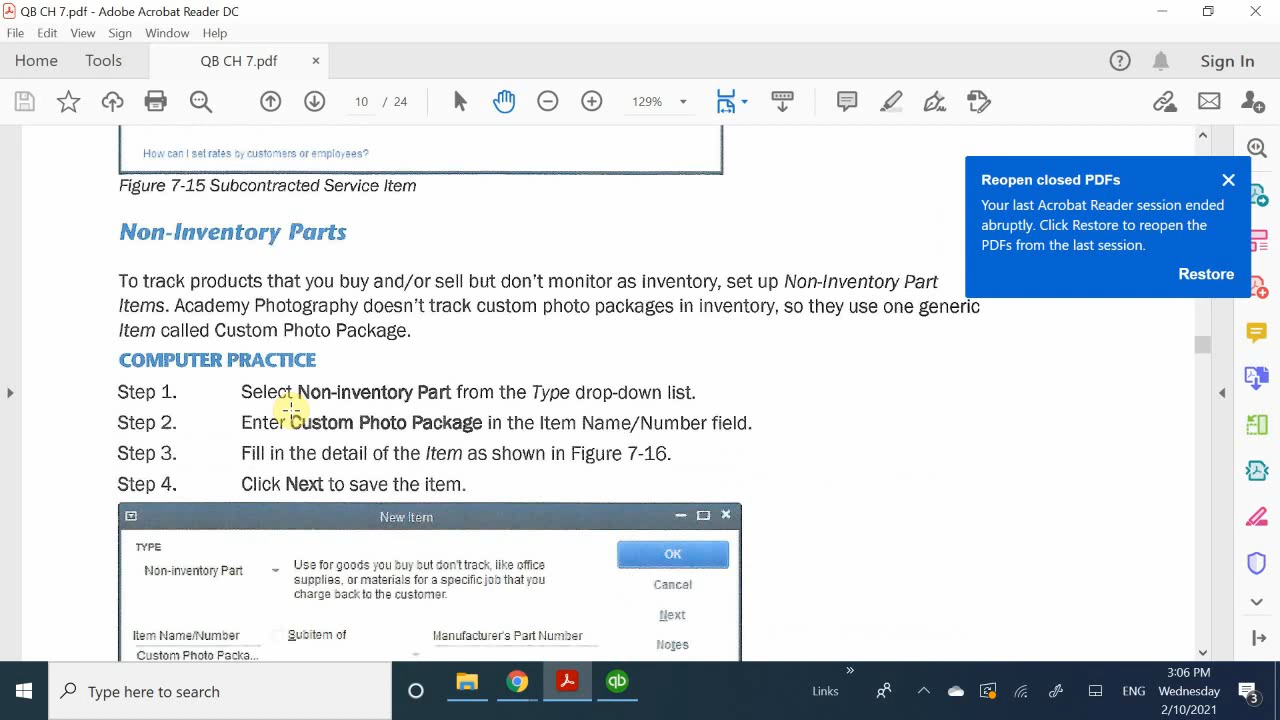 QB CH 7.pdf - Adobe Acrobat Reader DC
File Edit View Sign Window Help
Home Tools QB CH 7.pdf × Sign In
10 / 24 129%
How can I set rates by customers or employees?
Figure 7-15 Subcontracted Service Item
Reopen closed PDFs
Your last Acrobat Reader session ended
abruptly. Click Restore to reopen the
PDFs from the last session.
Restore
Non-Inventory Parts
To track products that you buy and/or sell but don't monitor as inventory, set up Non-Inventory Part
Items. Academy Photography doesn't track custom photo packages in inventory, so they use one generic
Item called Custom Photo Package.
COMPUTER PRACTICE
Step 1. Select Non-inventory Part from the Type drop-down list.
Step 2. Enter Custom Photo Package in the Item Name/Number field.
Step 3. Fill in the detail of the Item as shown in Figure 7-16.
Step 4. Click Next to save the item.
New Item
TYPE
Non-inventory Part
Use for goods you buy but don't track, like office
supplies, or materials for a specific job that you
charge back to the customer.
OK
Cancel
Next
Notes
Item Name/Number Subitem of Manufacturer's Part Number
Custom Photo Packa...
Type here to search
qb
Links
ENG
3:06 PM
Wednesday
2/10/2021
3